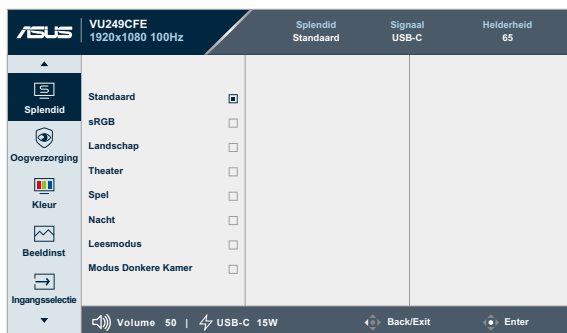 ASUS
VU249CFE
1920x1080 100Hz
Splendid
Standaard
Signaal
USB-C
Helderheid
65
Splendid
Oogverzorging
Kleur
Beeldinst
Ingangsselectie
Standaard
sRGB
Landschap
Theater
Spel
Nacht
Leesmodus
Modus Donkere Kamer
Volume 50 | USB-C 15W
Back/Exit
Enter